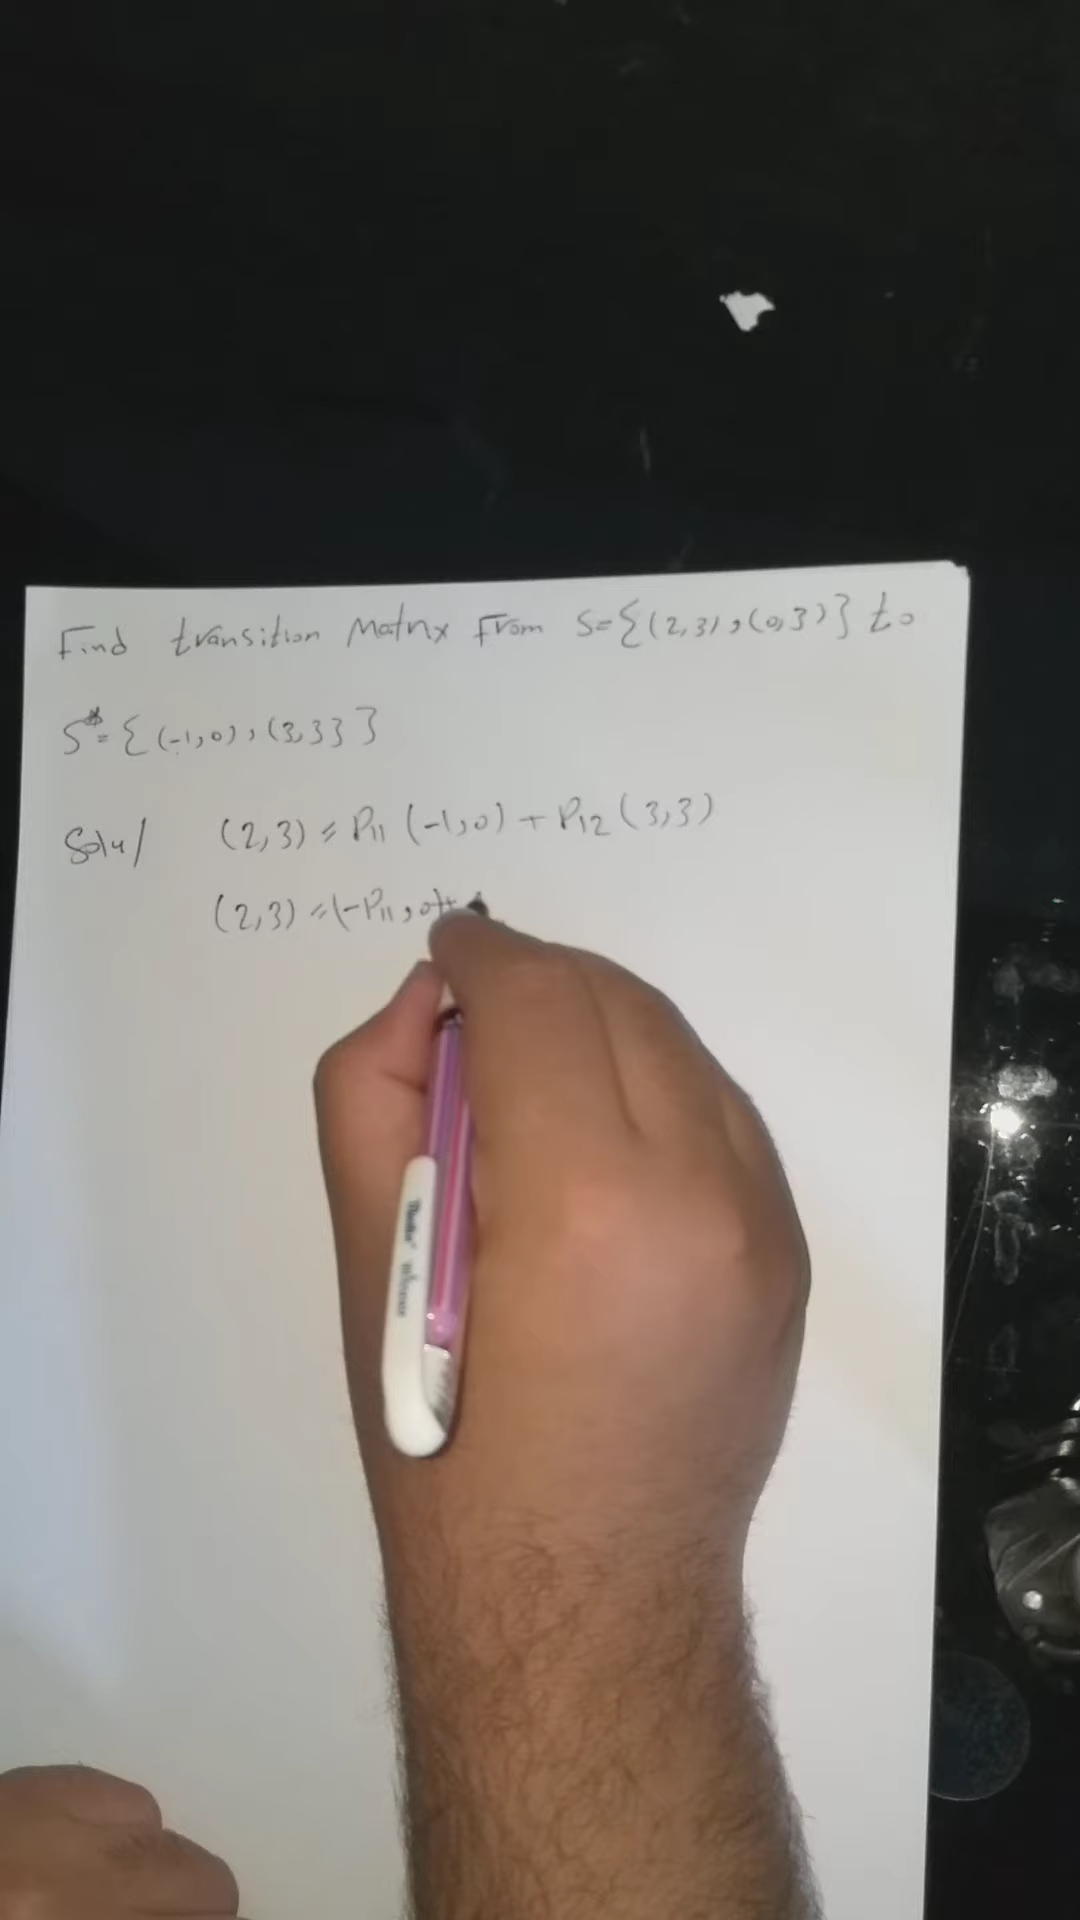 Find transition Matrix From S={(2,3),(0,3)} to
S*={(-1,0),(3,3}}
Solu/ (2,3) = P11 (-1,0) + P12 (3,3)
(2,3) = (-P11,0)+